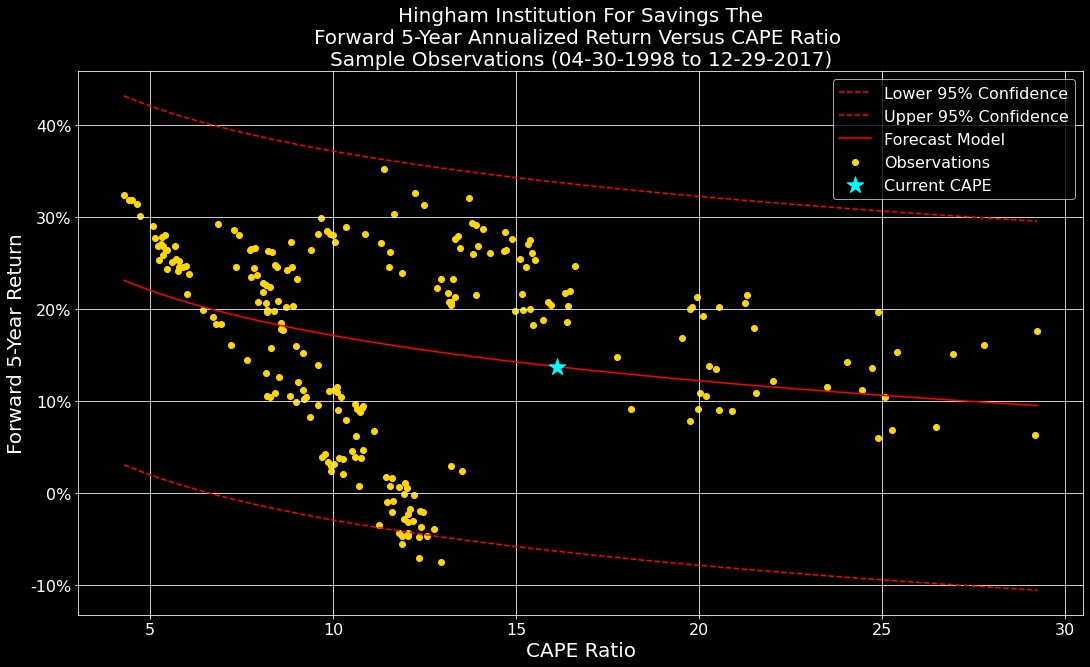 Hingham Institution For Savings The
Forward 5-Year Annualized Return Versus CAPE Ratio
Sample Observations (04-30-1998 to 12-29-2017)
Lower 95% Confidence
Upper 95% Confidence
Forecast Model
Observations
Current CAPE
Forward 5-Year Return
40%
30%
20%
10%
0%
-10%
5
10
15
20
25
30
CAPE Ratio